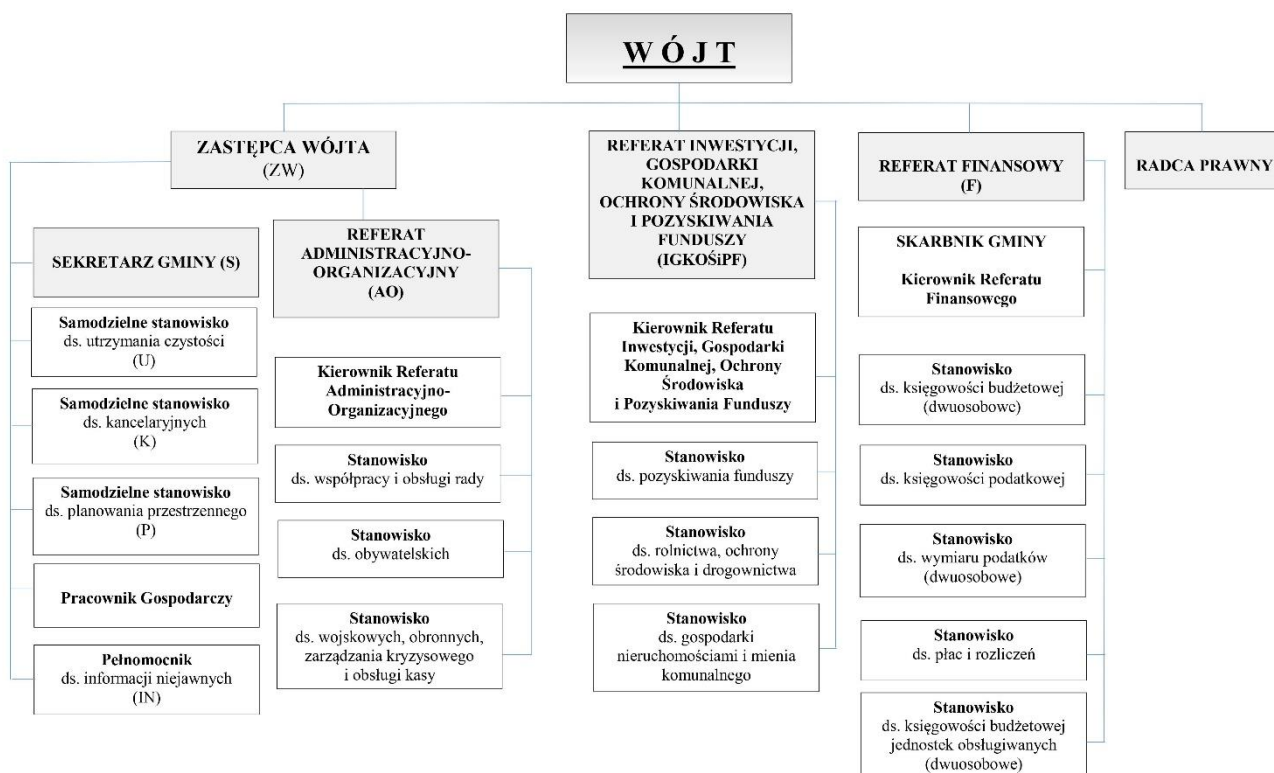 W Ó J T
ZASTĘPCA WÓJTA
(ZW)
SEKRETARZ GMINY (S)
Samodzielne stanowisko
ds. utrzymania czystości
(U)
Samodzielne stanowisko
ds. kancelaryjnych
(K)
Samodzielne stanowisko
ds. planowania przestrzennego
(P)
Pracownik Gospodarczy
Pełnomocnik
ds. informacji niejawnych
(IN)
REFERAT
ADMINISTRACYJNO-
ORGANIZACYJNY
(AO)
Kierownik Referatu
Administracyjno-
Organizacyjnego
Stanowisko
ds. współpracy i obsługi rady
Stanowisko
ds. obywatelskich
Stanowisko
ds. wojskowych, obronnych,
zarządzania kryzysowego
i obsługi kasy
REFERAT INWESTYCJI,
GOSPODARKI
KOMUNALNEJ,
OCHRONY ŚRODOWISKA
I POZYSKIWANIA
FUNDUSZY
(IGKOŚiPF)
Kierownik Referatu
Inwestycji, Gospodarki
Komunalnej, Ochrony
Środowiska
i Pozyskiwania Funduszy
Stanowisko
ds. pozyskiwania funduszy
Stanowisko
ds. rolnictwa, ochrony
środowiska i drogownictwa
Stanowisko
ds. gospodarki
nieruchomościami i mienia
komunalnego
REFERAT FINANSOWY
(F)
SKARBNIK GMINY
Kierownik Referatu
Finansowego
Stanowisko
ds. księgowości budżetowej
(dwuosobowe)
Stanowisko
ds. księgowości podatkowej
Stanowisko
ds. wymiaru podatków
(dwuosobowe)
Stanowisko
ds. płac i rozliczeń
Stanowisko
ds. księgowości budżetowej
jednostek obsługiwanych
(dwuosobowe)
RADCA PRAWNY